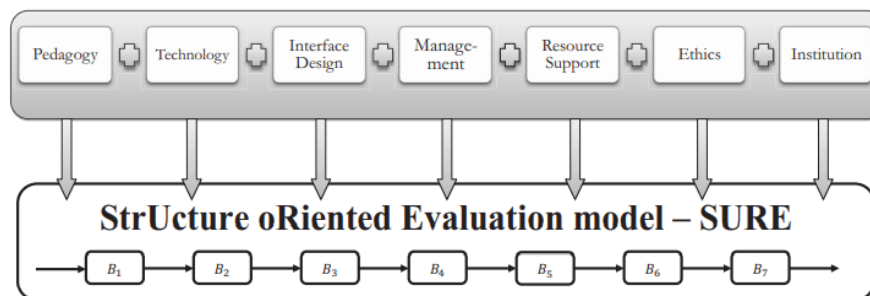 Pedagogy
Technology
Interface
Design
Manage-
ment
Resource
Support
Ethics
Institution
StrUcture oRiented Evaluation model – SURE
B₁ B₂ B₃ B₄ B₅ B₆ B₇